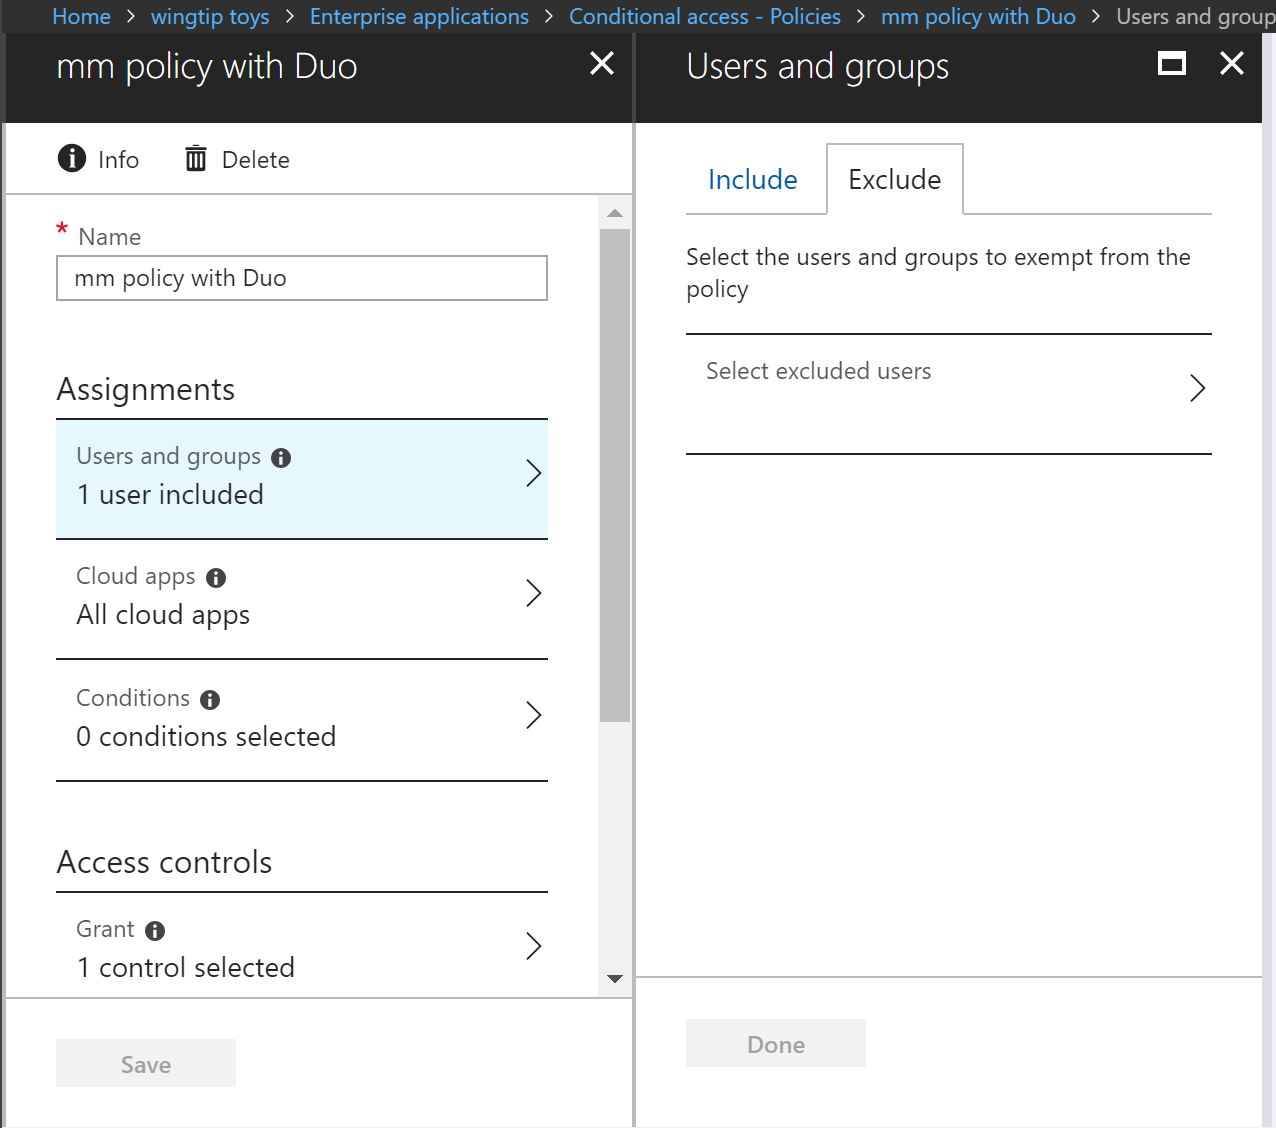 Home > wingtip toys > Enterprise applications > Conditional access - Policies > mm policy with Duo > Users and group
mm policy with Duo
Info
Delete
* Name
mm policy with Duo
Assignments
Users and groups
1 user included
Cloud apps
All cloud apps
Conditions
0 conditions selected
Access controls
Grant
1 control selected
Save
Users and groups
Include
Exclude
Select the users and groups to exempt from the
policy
Select excluded users
Done